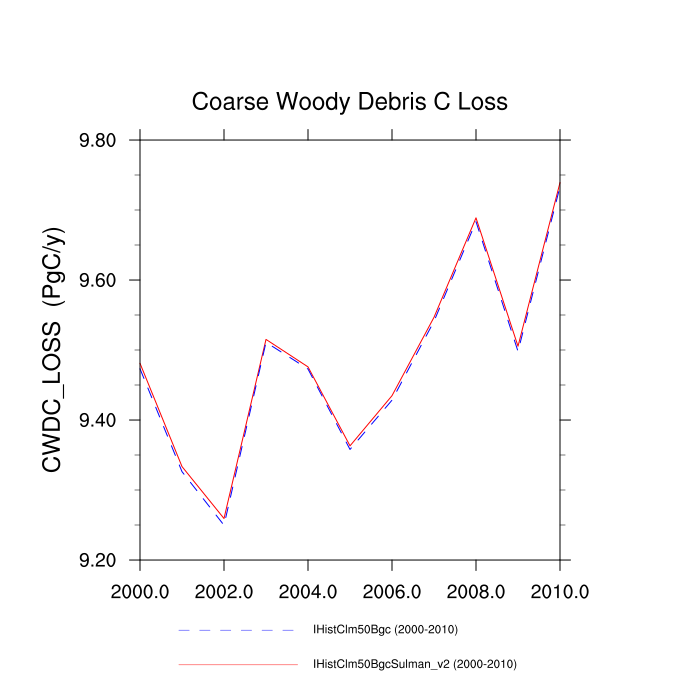 Coarse Woody Debris C Loss
CWDC_LOSS (PgC/y)
9.80
9.60
9.40
9.20
2000.0 2002.0 2004.0 2006.0 2008.0 2010.0
IHistClm50Bgc (2000-2010)
IHistClm50BgcSulman_v2 (2000-2010)